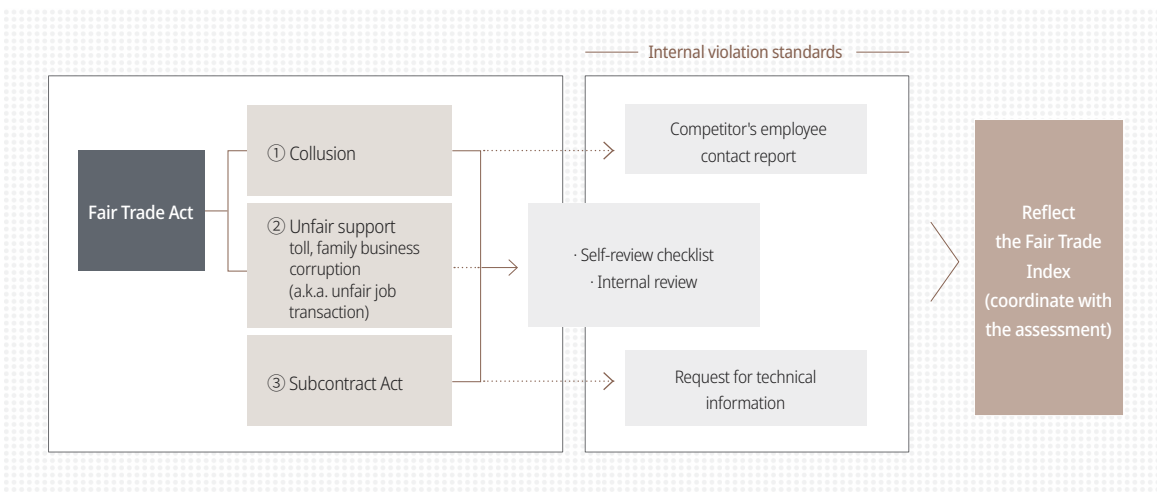 Internal violation standards
Fair Trade Act
① Collusion
② Unfair support
toll, family business
corruption
(a.k.a. unfair job
transaction)
③ Subcontract Act
Competitor's employee
contact report
· Self-review checklist
· Internal review
Request for technical
information
Reflect
the Fair Trade
Index
(coordinate with
the assessment)